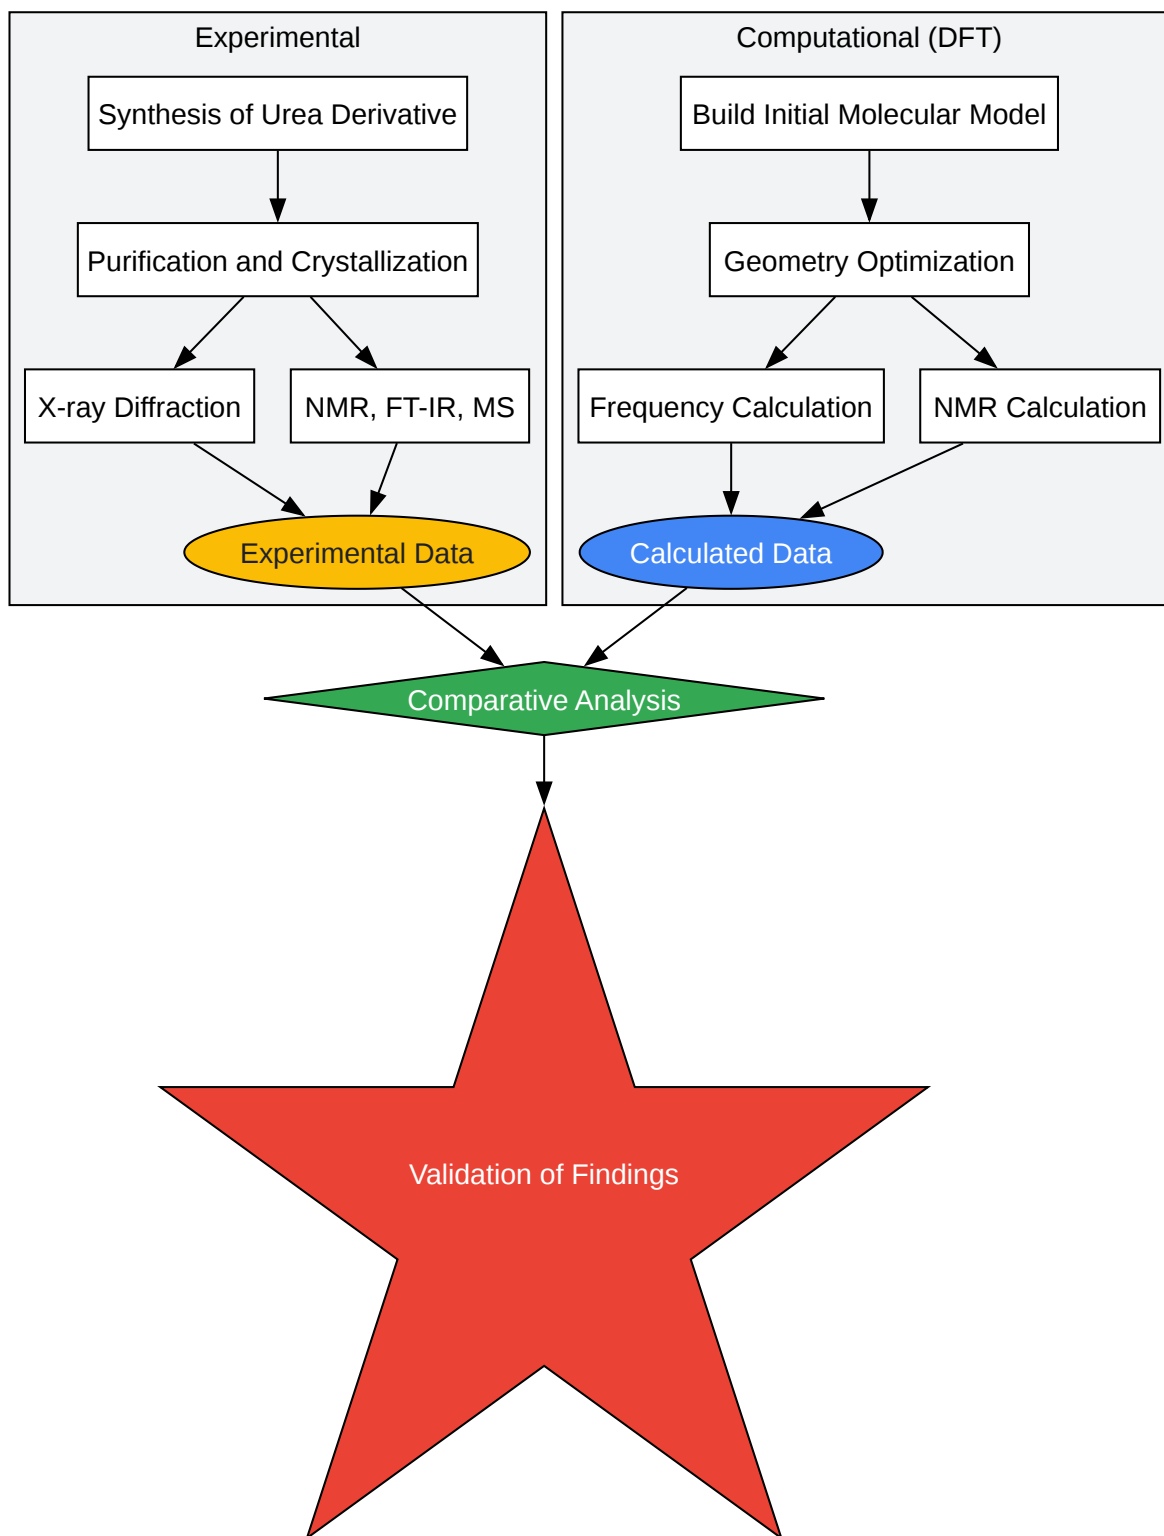 Experimental
Synthesis of Urea Derivative
Purification and Crystallization
X-ray Diffraction
NMR, FT-IR, MS
Experimental Data
Computational (DFT)
Build Initial Molecular Model
Geometry Optimization
Frequency Calculation
NMR Calculation
Calculated Data
Comparative Analysis
Validation of Findings